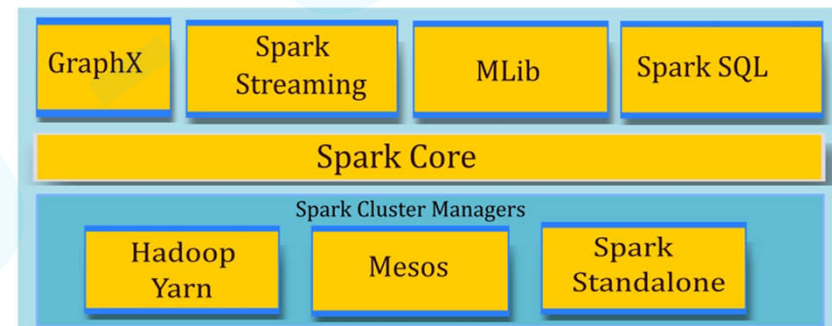 GraphX
Spark
Streaming
MLib
Spark SQL
Spark Core
Spark Cluster Managers
Hadoop
Yarn
Mesos
Spark
Standalone